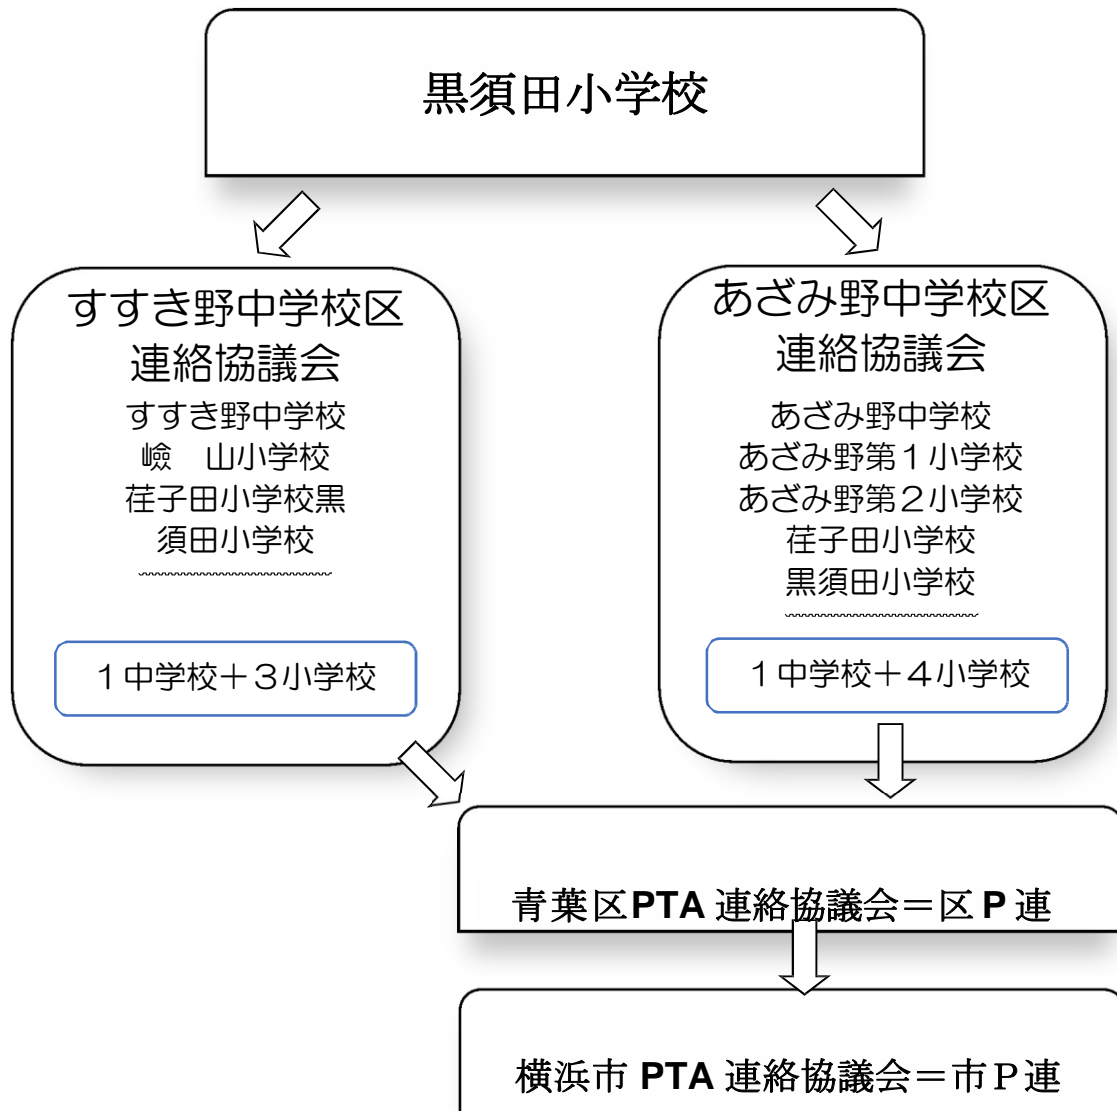 黒須田小学校
すすき野中学校区
連絡協議会
すすき野中学校
嶮　山小学校
荏子田小学校黒
須田小学校
１中学校＋３小学校
あざみ野中学校区
連絡協議会
あざみ野中学校
あざみ野第１小学校
あざみ野第２小学校
荏子田小学校
黒須田小学校
１中学校＋４小学校
青葉区PTA 連絡協議会＝区 P 連
横浜市 PTA 連絡協議会＝市Ｐ連